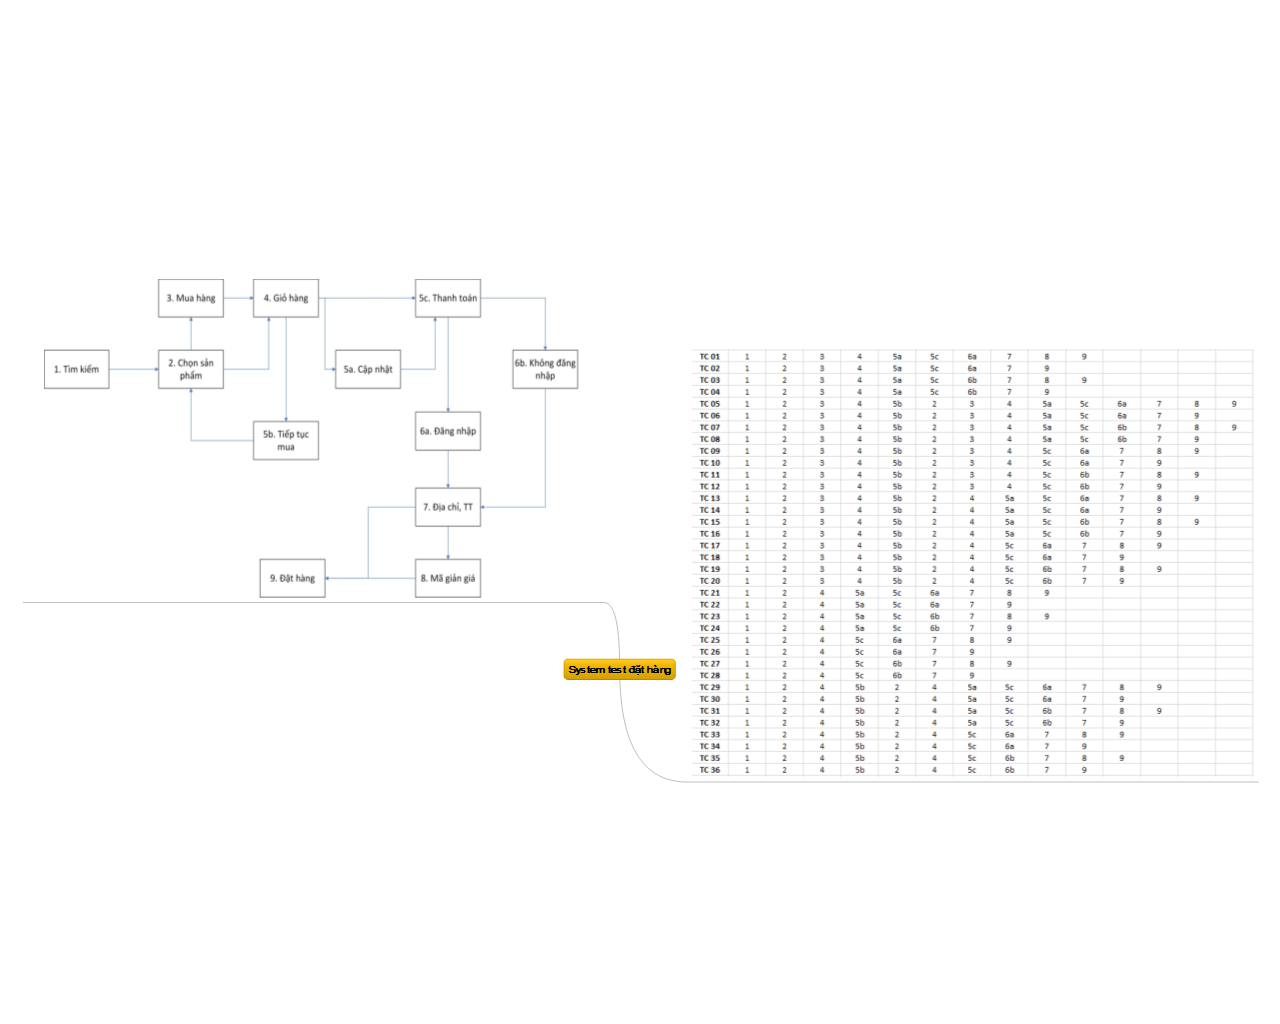 3. Mua hàng
4. Giỏ hàng
5c. Thanh toán
1. Tìm kiếm
2. Chọn sản
phẩm
5a. Cập nhật
6b. Không đăng
nhập
5b. Tiếp tục
mua
6a. Đăng nhập
7. Địa chỉ, TT
9. Đặt hàng
8. Mã giản giá
System test đặt hàng
TC 01 1 2 3 4 5a 5c 6a 7 8 9
TC 02 1 2 3 4 5a 5c 6a 7 9
TC 03 1 2 3 4 5a 5c 6b 7 8 9
TC 04 1 2 3 4 5a 5c 6b 7 9
TC 05 1 2 3 4 5b 2 3 4 5a 5c 6a 7 8 9
TC 06 1 2 3 4 5b 2 3 4 5a 5c 6a 7 9
TC 07 1 2 3 4 5b 2 3 4 5a 5c 6b 7 8 9
TC 08 1 2 3 4 5b 2 3 4 5a 5c 6b 7 9
TC 09 1 2 3 4 5b 2 3 4 5c 6a 7 8 9
TC 10 1 2 3 4 5b 2 3 4 5c 6a 7 9
TC 11 1 2 3 4 5b 2 3 4 5c 6b 7 8 9
TC 12 1 2 3 4 5b 2 3 4 5c 6b 7 9
TC 13 1 2 3 4 5b 2 4 5a 5c 6a 7 8 9
TC 14 1 2 3 4 5b 2 4 5a 5c 6a 7 9
TC 15 1 2 3 4 5b 2 4 5a 5c 6b 7 8 9
TC 16 1 2 3 4 5b 2 4 5a 5c 6b 7 9
TC 17 1 2 3 4 5b 2 4 5c 6a 7 8 9
TC 18 1 2 3 4 5b 2 4 5c 6a 7 9
TC 19 1 2 3 4 5b 2 4 5c 6b 7 8 9
TC 20 1 2 3 4 5b 2 4 5c 6b 7 9
TC 21 1 2 4 5a 5c 6a 7 8 9
TC 22 1 2 4 5a 5c 6a 7 9
TC 23 1 2 4 5a 5c 6b 7 8 9
TC 24 1 2 4 5a 5c 6b 7 9
TC 25 1 2 4 5c 6a 7 8 9
TC 26 1 2 4 5c 6a 7 9
TC 27 1 2 4 5c 6b 7 8 9
TC 28 1 2 4 5c 6b 7 9
TC 29 1 2 4 5b 2 4 5a 5c 6a 7 8 9
TC 30 1 2 4 5b 2 4 5a 5c 6a 7 9
TC 31 1 2 4 5b 2 4 5a 5c 6b 7 8 9
TC 32 1 2 4 5b 2 4 5a 5c 6b 7 9
TC 33 1 2 4 5b 2 4 5c 6a 7 8 9
TC 34 1 2 4 5b 2 4 5c 6a 7 9
TC 35 1 2 4 5b 2 4 5c 6b 7 8 9
TC 36 1 2 4 5b 2 4 5c 6b 7 9